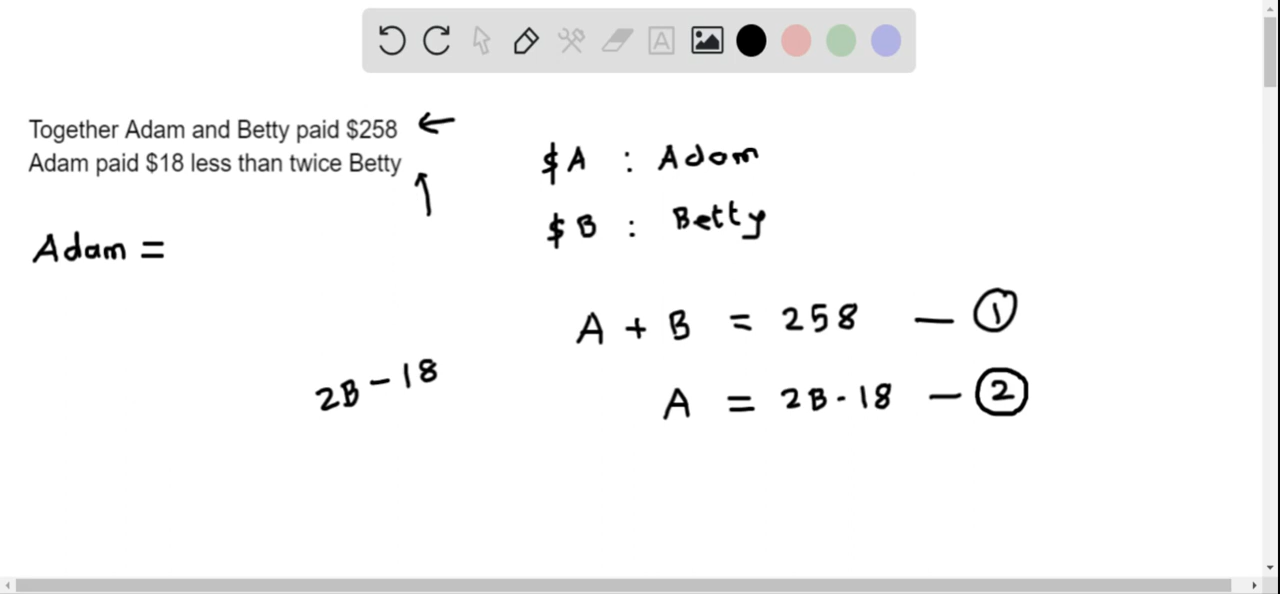 Together Adam and Betty paid $258 ←
Adam paid $18 less than twice Betty ↑
$A : Adam
$B : Betty
Adam =
A + B = 258 — ①
2B - 18
A = 2B - 18 — ②